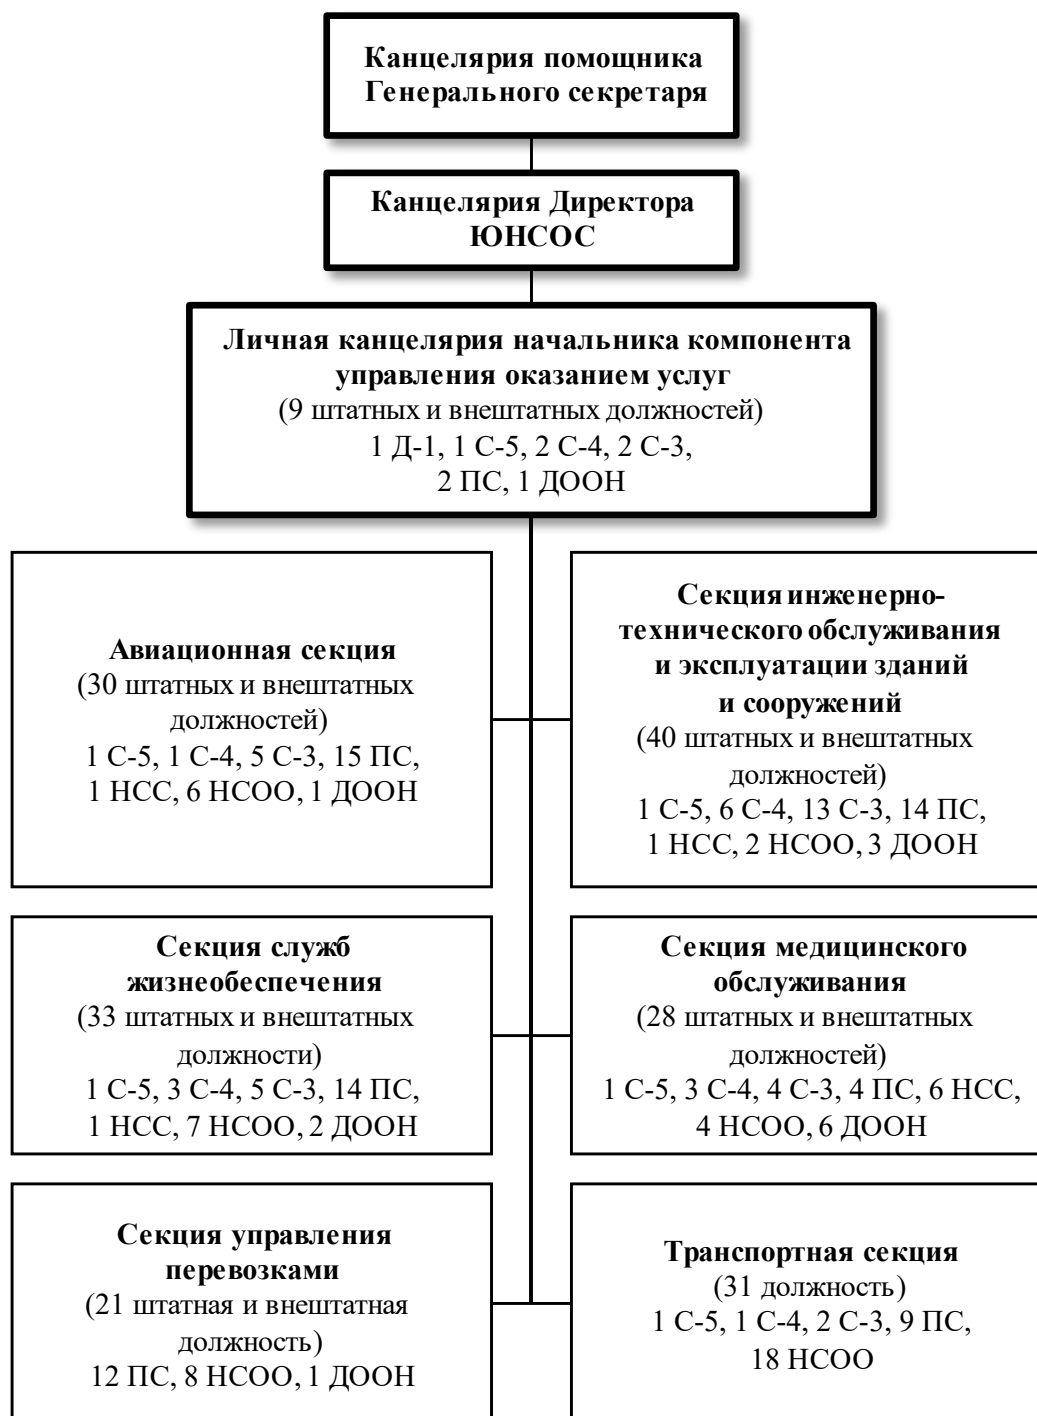 Канцелярия помощника
Генерального секретаря
Канцелярия Директора
ЮНСОС
Личная канцелярия начальника компонента
управления оказанием услуг
(9 штатных и внештатных должностей)
1 Д-1, 1 С-5, 2 С-4, 2 С-3,
2 ПС, 1 ДООН
Авиационная секция
(30 штатных и внештатных
должностей)
1 С-5, 1 С-4, 5 С-3, 15 ПС,
1 НСС, 6 НСОО, 1 ДООН
Секция инженерно-
технического обслуживания
и эксплуатации зданий
и сооружений
(40 штатных и внештатных
должностей)
1 С-5, 6 С-4, 13 С-3, 14 ПС,
1 НСС, 2 НСОО, 3 ДООН
Секция служб
жизнеобеспечения
(33 штатных и внештатных
должности)
1 С-5, 3 С-4, 5 С-3, 14 ПС,
1 НСС, 7 НСОО, 2 ДООН
Секция медицинского
обслуживания
(28 штатных и внештатных
должностей)
1 С-5, 3 С-4, 4 С-3, 4 ПС, 6 НСС,
4 НСОО, 6 ДООН
Секция управления
перевозками
(21 штатная и внештатная
должность)
12 ПС, 8 НСОО, 1 ДООН
Транспортная секция
(31 должность)
1 С-5, 1 С-4, 2 С-3, 9 ПС,
18 НСОО